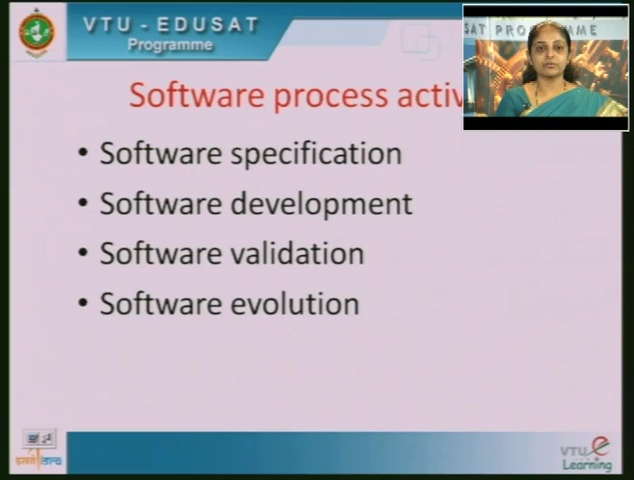 VTU - EDUSAT
Programme
SAT PROGRAMME
Software process activ
• Software specification
• Software development
• Software validation
• Software evolution
VTU e
Learning